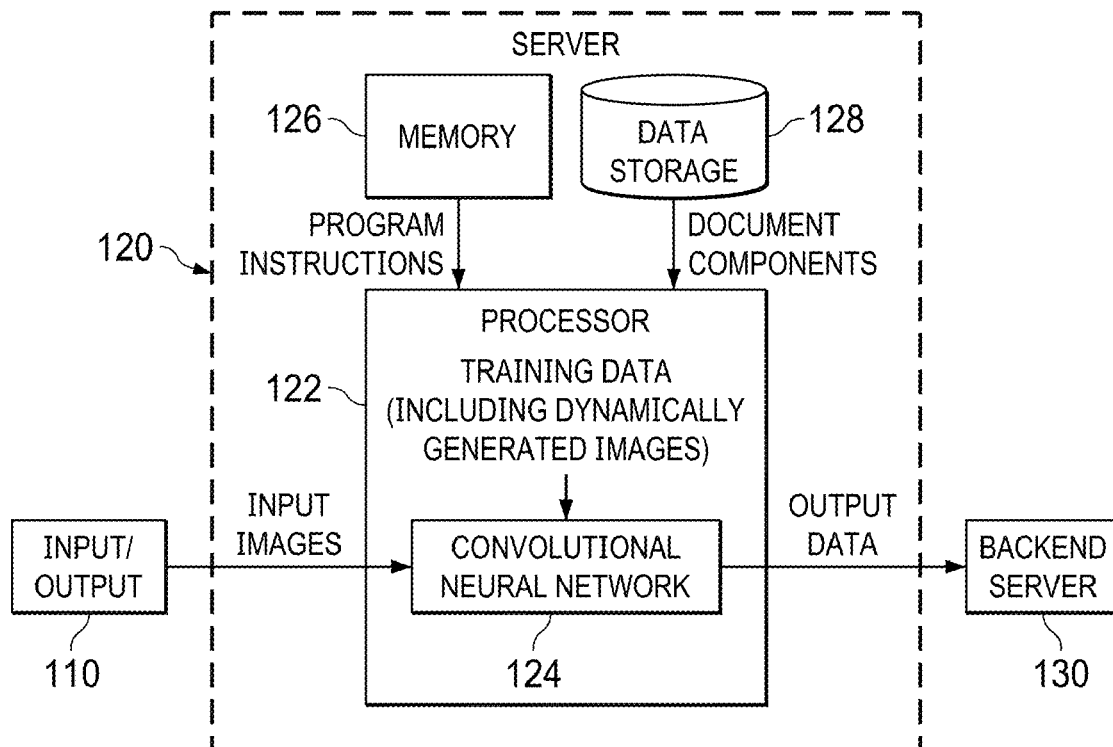 SERVER
126
MEMORY
DATA
STORAGE
128
PROGRAM
INSTRUCTIONS
DOCUMENT
COMPONENTS
120
PROCESSOR
122
TRAINING DATA
(INCLUDING DYNAMICALLY
GENERATED IMAGES)
INPUT
IMAGES
OUTPUT
DATA
INPUT/
OUTPUT
CONVOLUTIONAL
NEURAL NETWORK
BACKEND
SERVER
110
124
130